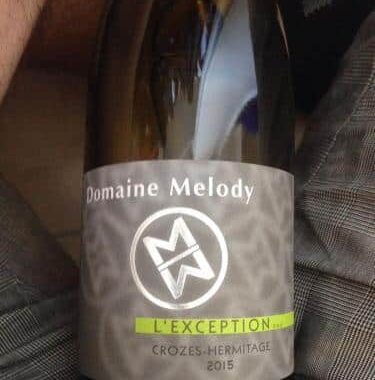 Domaine Melody
L'EXCEPTION...
CROZES-HERMITAGE
2015